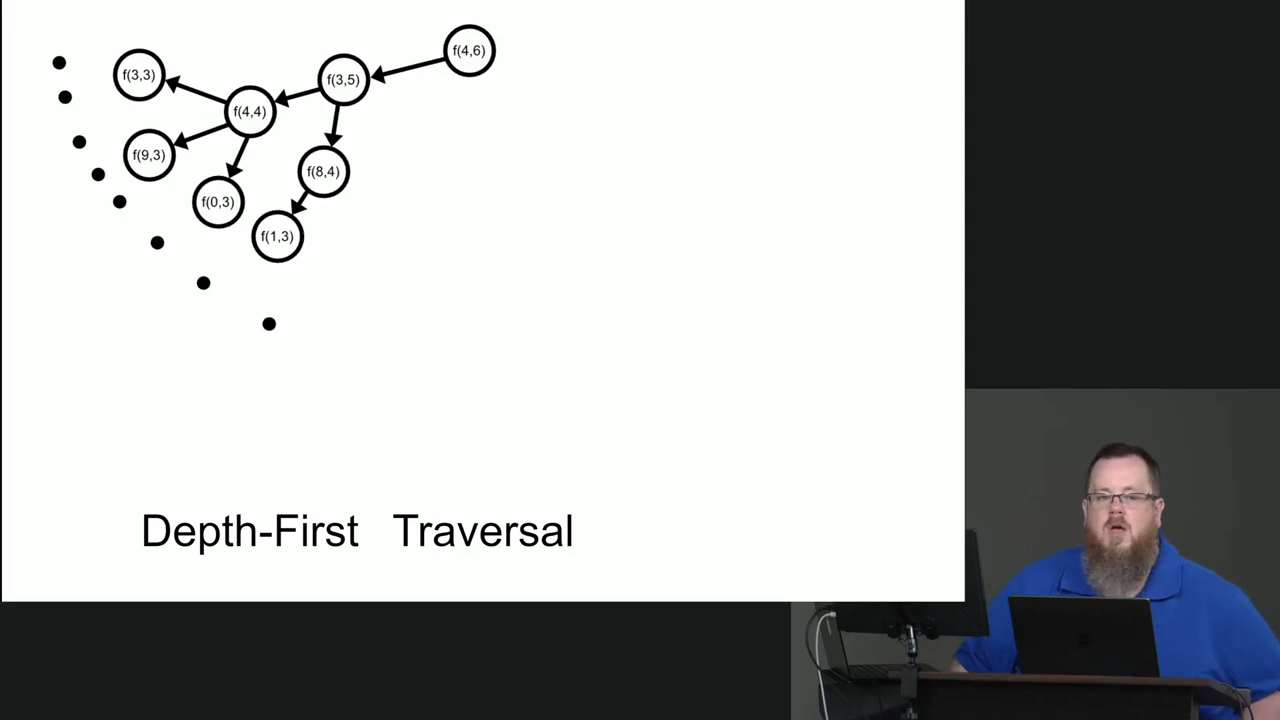 f(4,6)
f(3,3)
f(3,5)
f(4,4)
f(9,3)
f(8,4)
f(0,3)
f(1,3)
Depth-First Traversal